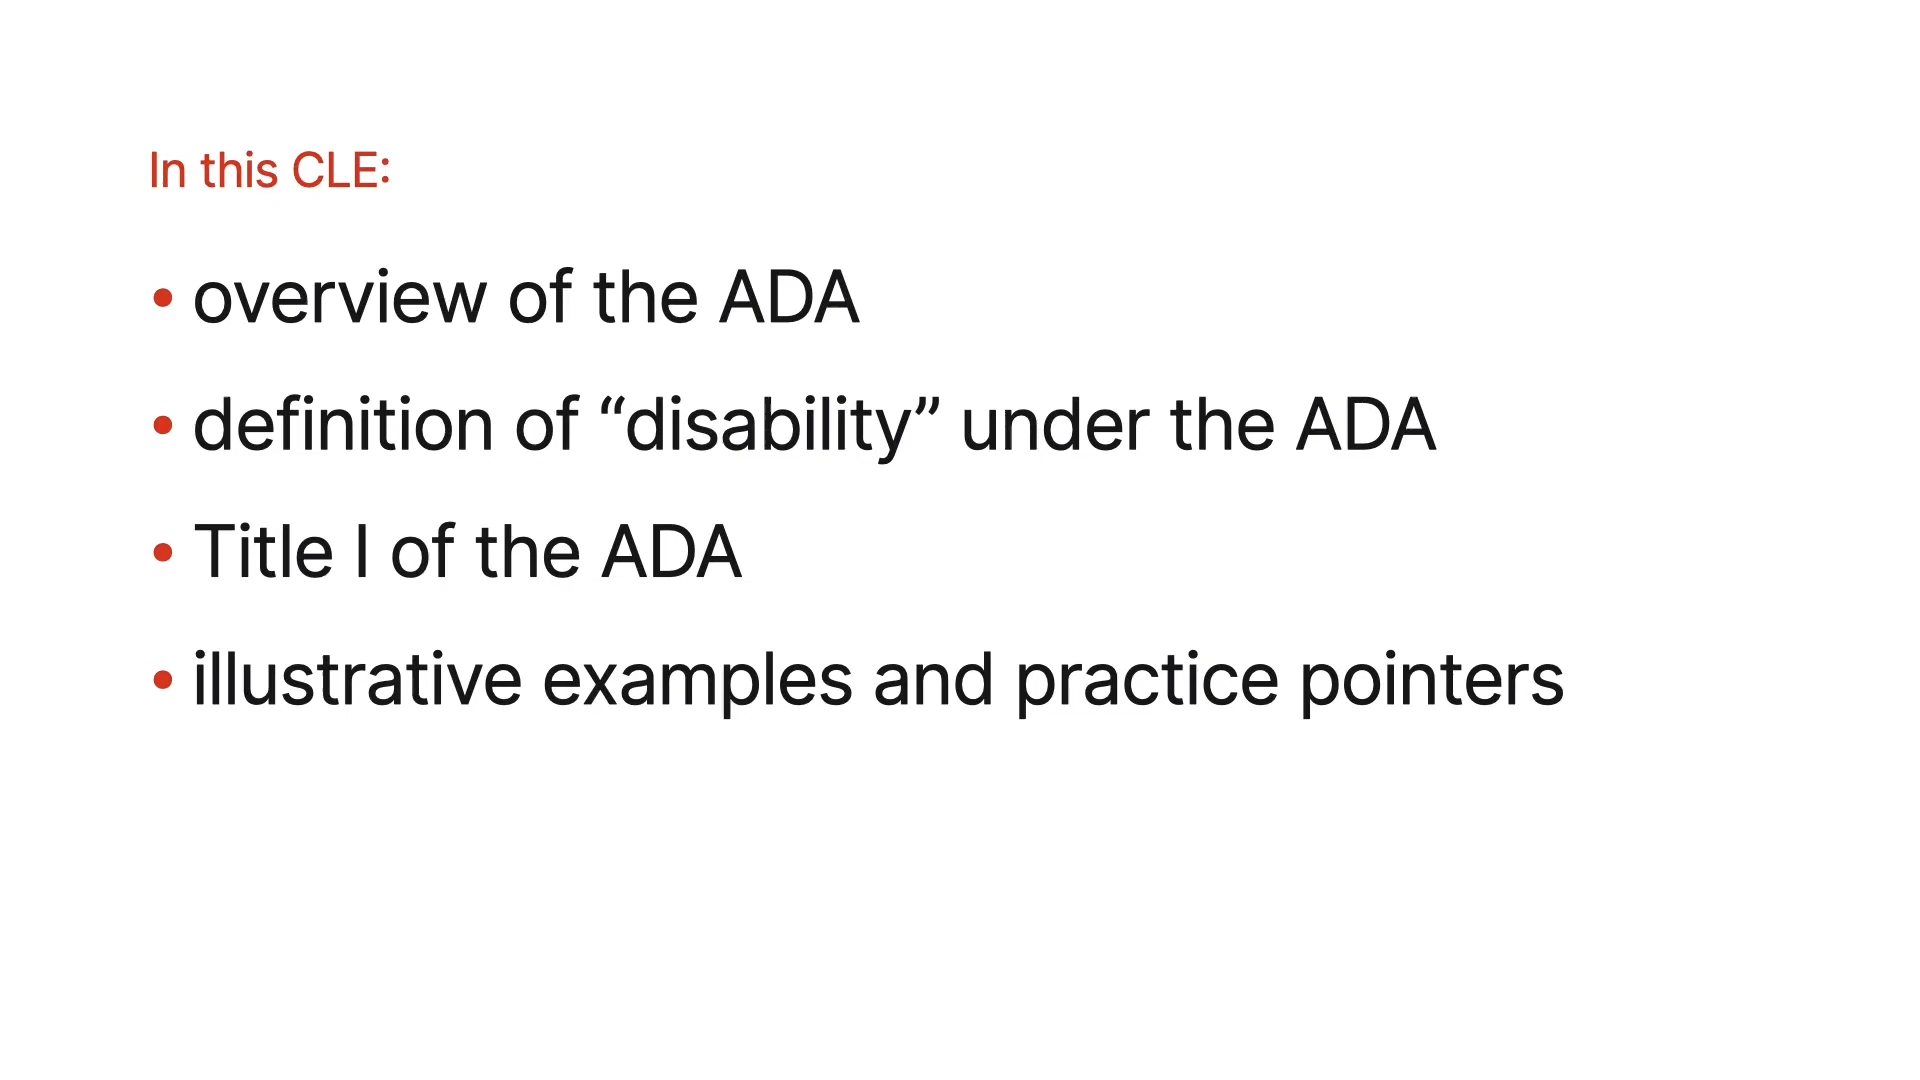 In this CLE:
• overview of the ADA
• definition of “disability” under the ADA
• Title I of the ADA
• illustrative examples and practice pointers